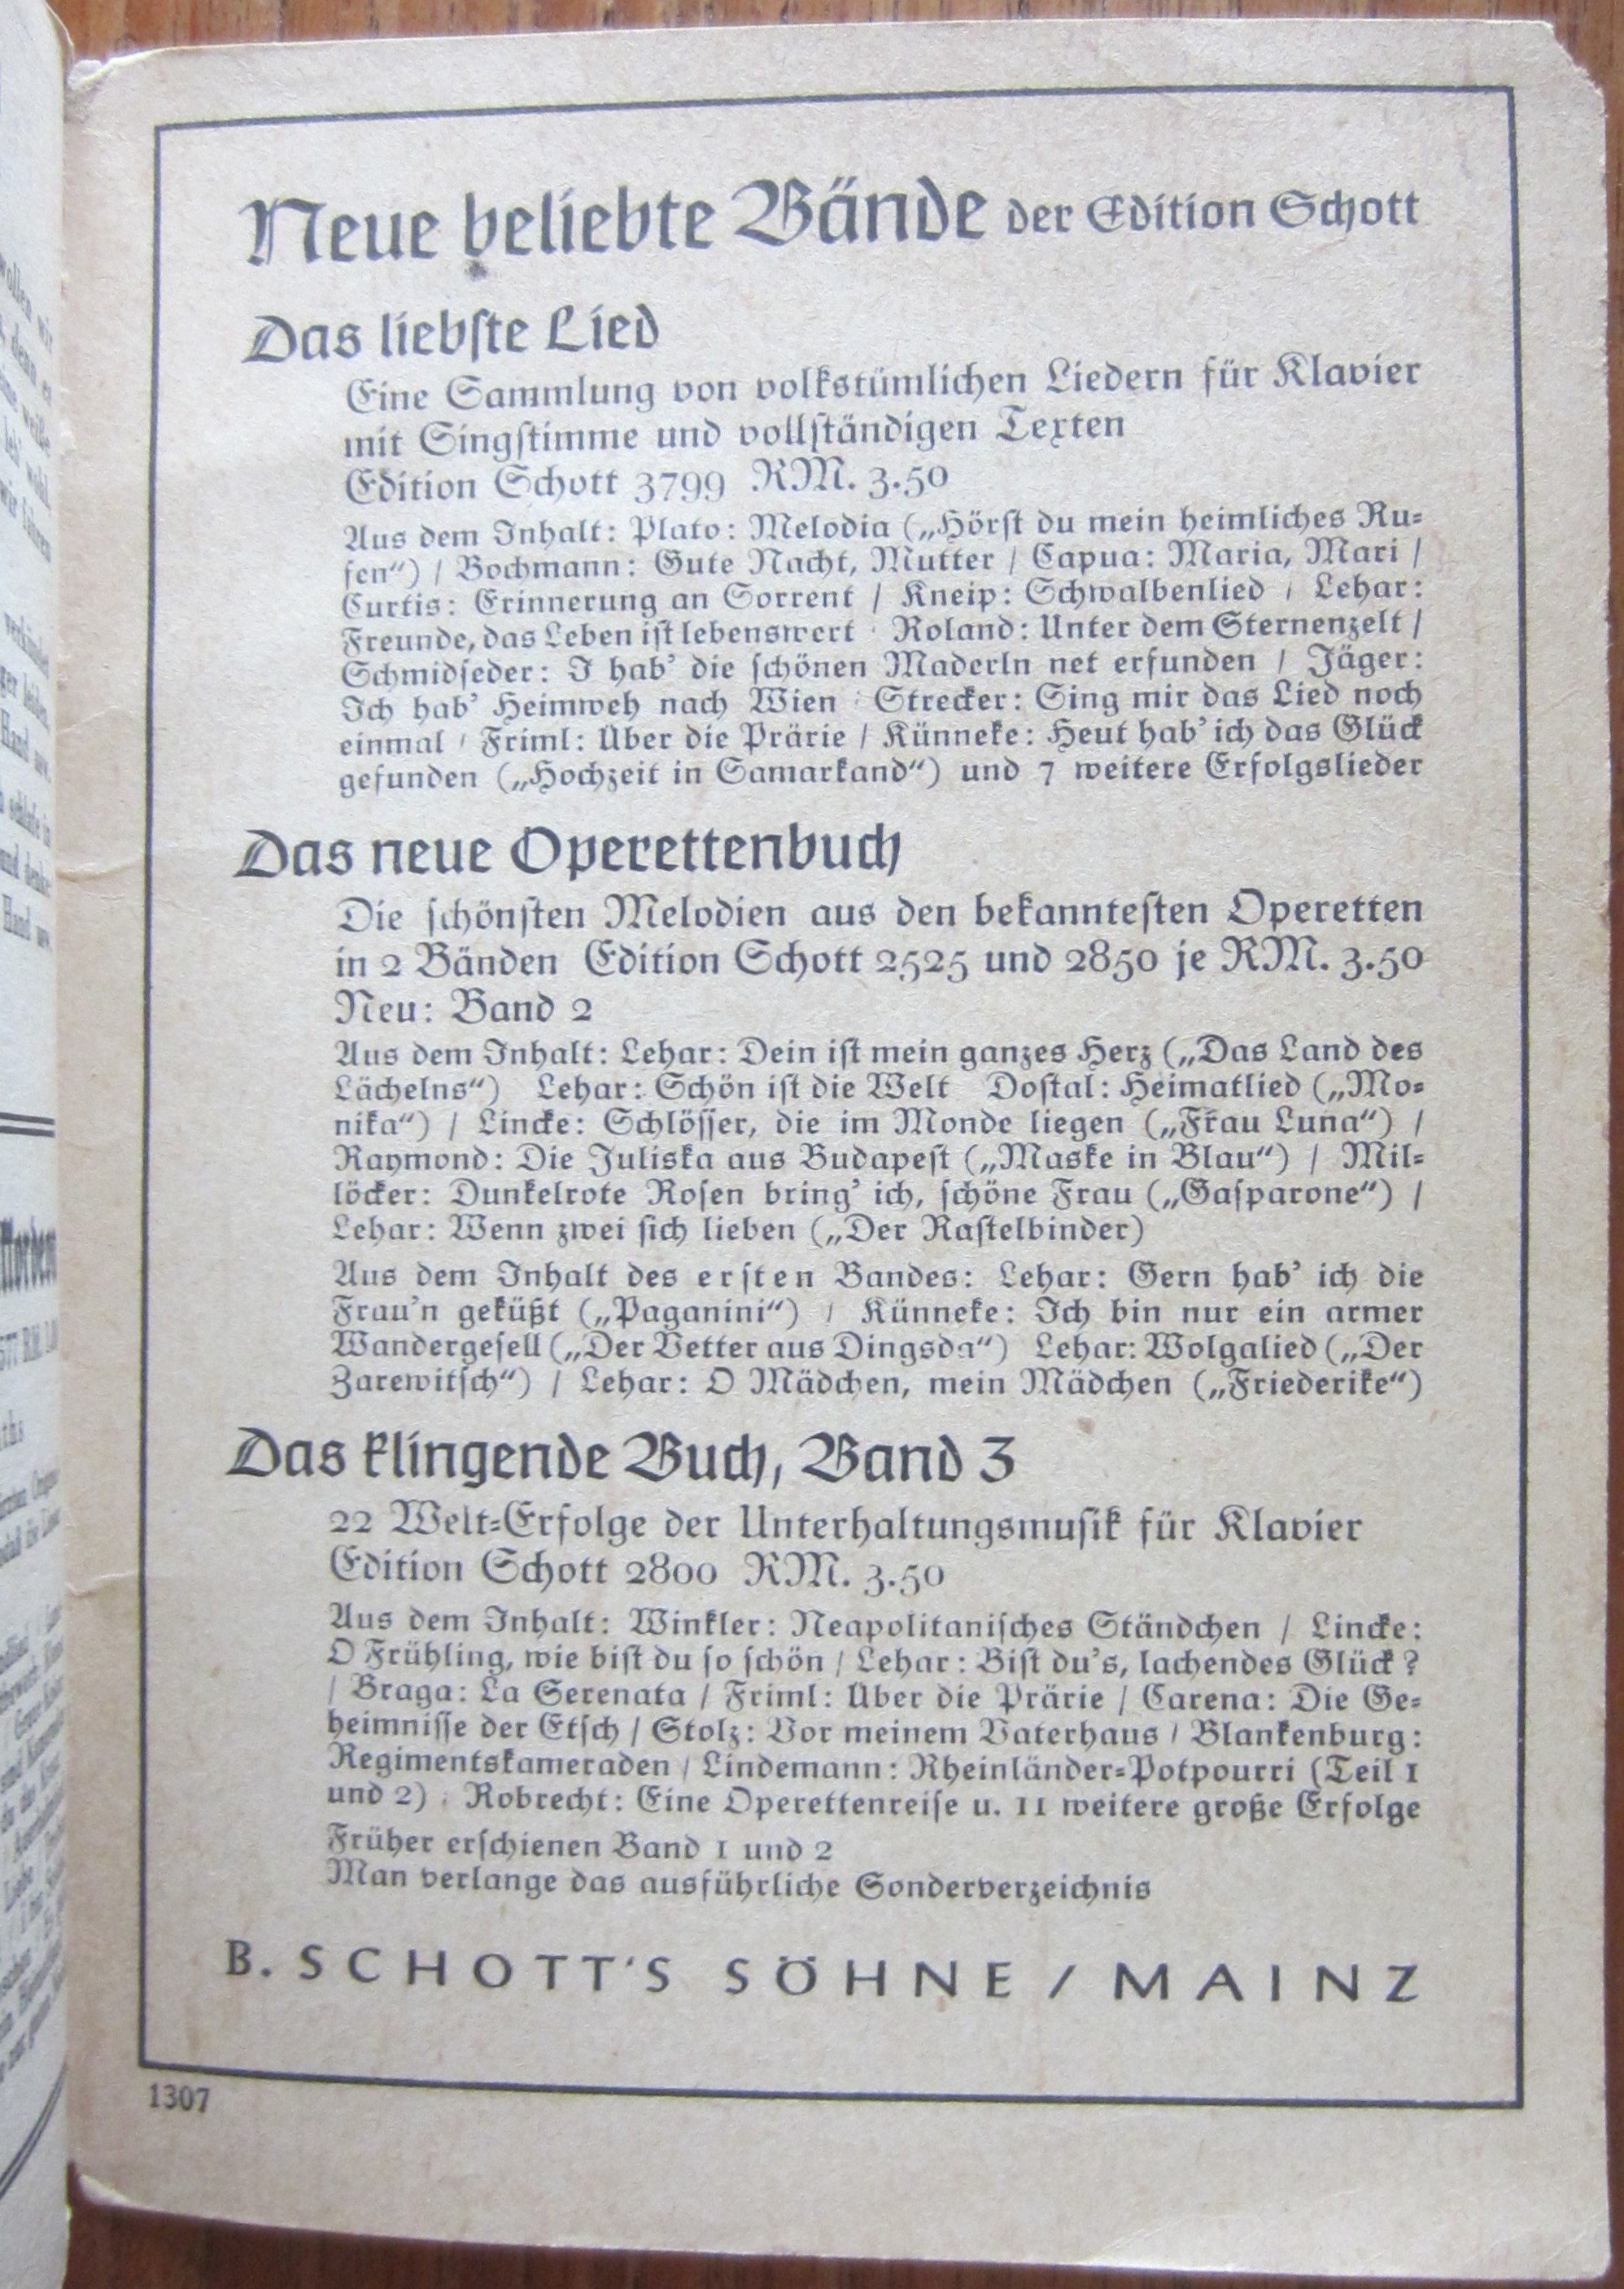 Neue beliebte Bände der Edition Schott
Das liebste Lied
Eine Sammlung von volkstümlichen Liedern für Klavier
mit Singstimme und vollständigen Texten
Edition Schott 3799 RM. 3.50
Aus dem Inhalt: Plato: Melodia („Hörst du mein heimliches Ru-
fen“) / Bochmann: Gute Nacht, Mutter / Capua: Maria, Mari /
Curtis: Erinnerung an Sorrent / Kneip: Schwalbenlied / Lehar:
Freunde, das Leben ist lebenswert / Roland: Unter dem Sternenzelt /
Schmidseder: I hab' die schönen Maderln net erfunden / Jäger:
Ich hab' Heimweh nach Wien / Strecker: Sing mir das Lied noch
einmal / Friml: Über die Prärie / Künneke: Heut hab' ich das Glück
gefunden („Hochzeit in Samarkand“) und 7 weitere Erfolgslieder
Das neue Operettenbuch
Die schönsten Melodien aus den bekanntesten Operetten
in 2 Bänden Edition Schott 2525 und 2850 je RM. 3.50
Neu: Band 2
Aus dem Inhalt: Lehar: Dein ist mein ganzes Herz („Das Land des
Lächelns“) Lehar: Schön ist die Welt Dostal: Heimatlied („Mo-
nika“) / Lincke: Schlösser, die im Monde liegen („Frau Luna“) /
Raymond: Die Juliska aus Budapest („Maske in Blau“) / Mil-
löcker: Dunkelrote Rosen bring' ich, schöne Frau („Gasparone“) /
Lehar: Wenn zwei sich lieben („Der Rastelbinder)
Aus dem Inhalt des ersten Bandes: Lehar: Gern hab' ich die
Frau'n geküßt („Paganini“) / Künneke: Ich bin nur ein armer
Wandergesell („Der Vetter aus Dingsda“) Lehar: Wolgalied („Der
Zarewitsch“) / Lehar: O Mädchen, mein Mädchen („Friederike“)
Das klingende Buch, Band 3
22 Welt-Erfolge der Unterhaltungsmusik für Klavier
Edition Schott 2800 RM. 3.50
Aus dem Inhalt: Winkler: Neapolitanisches Ständchen / Lincke:
O Frühling, wie bist du so schön / Lehar: Bist du's, lachendes Glück?
/ Braga: La Serenata / Friml: Über die Prärie / Carena: Die Ge-
heimnisse der Etsch / Stolz: Vor meinem Vaterhaus / Blankenburg:
Regimentskameraden / Lindemann: Rheinländer-Potpourri (Teil 1
und 2) / Robrecht: Eine Operettenreise u. 11 weitere große Erfolge
Früher erschienen Band 1 und 2
Man verlange das ausführliche Sonderverzeichnis
B. SCHOTT'S SÖHNE / MAINZ
1307